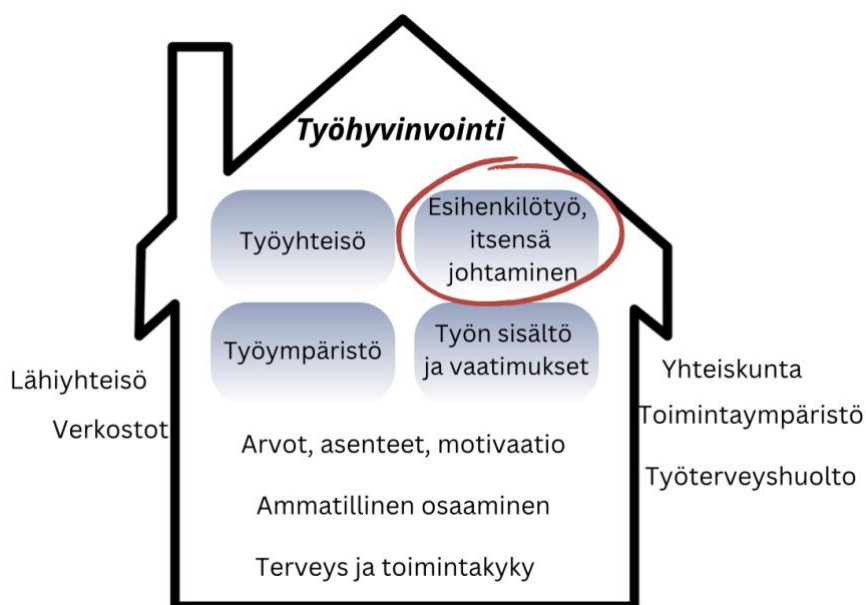 Työhyvinvointi
Työyhteisö
Esihenkilötyö,
itsensä
johtaminen
Työympäristö
Työn sisältö
ja vaatimukset
Arvot, asenteet, motivaatio
Ammatillinen osaaminen
Terveys ja toimintakyky
Lähiyhteisö
Verkostot
Yhteiskunta
Toimintaympäristö
Työterveyshuolto